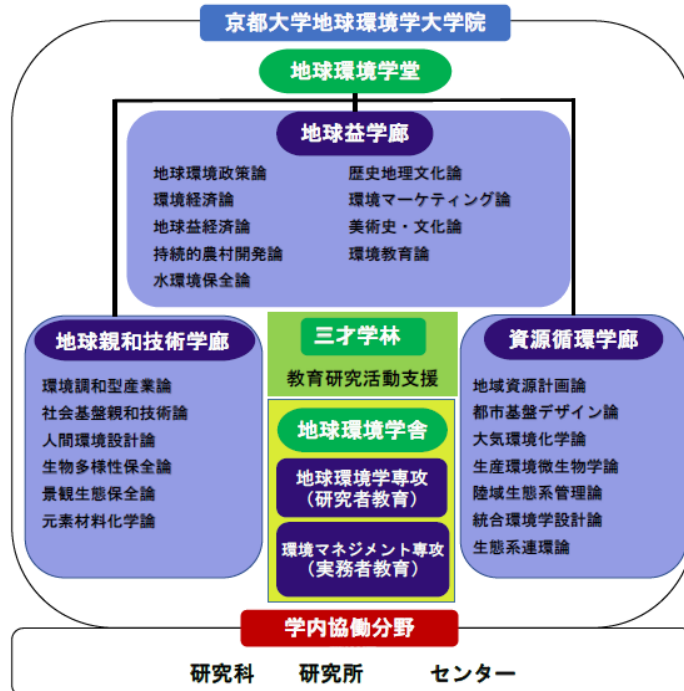 京都大学地球環境学大学院
地球環境学堂
地球益学廊
地球環境政策論
環境経済論
地球益経済論
持続的農村開発論
水環境保全論
歴史地理文化論
環境マーケティング論
美術史・文化論
環境教育論
地球親和技術学廊
環境調和型産業論
社会基盤親和技術論
人間環境設計論
生物多様性保全論
景観生態保全論
元素材料化学論
三才学林
教育研究活動支援
地球環境学舎
地球環境学専攻
(研究者教育)
環境マネジメント専攻
(実務者教育)
資源循環学廊
地域資源計画論
都市基盤デザイン論
大気環境化学論
生産環境微生物学論
陸域生態系管理論
統合環境学設計論
生態系連環論
学内協働分野
研究科 研究所 センター